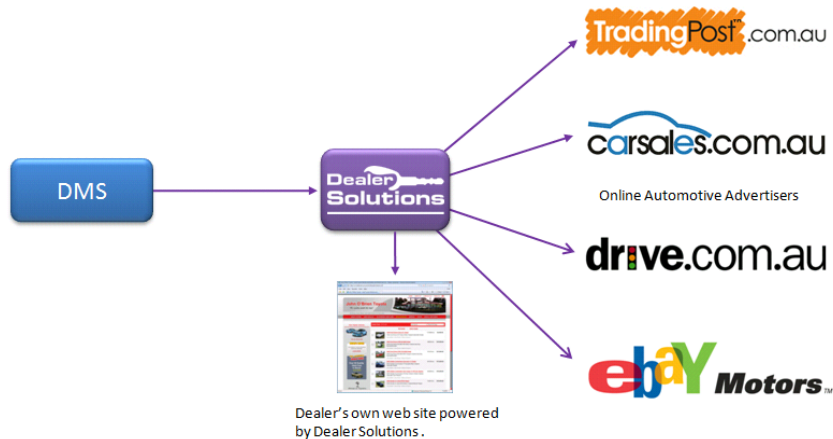 TradingPost™.com.au
carsales.com.au
Online Automotive Advertisers
DMS
Dealer
Solutions
drive.com.au
ebay Motors™
Dealer's own web site powered
by Dealer Solutions.